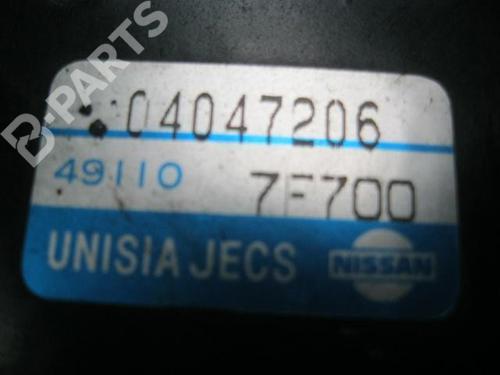 B-PARTS
04047206
49110 7F700
UNISIA JECS NISSAN